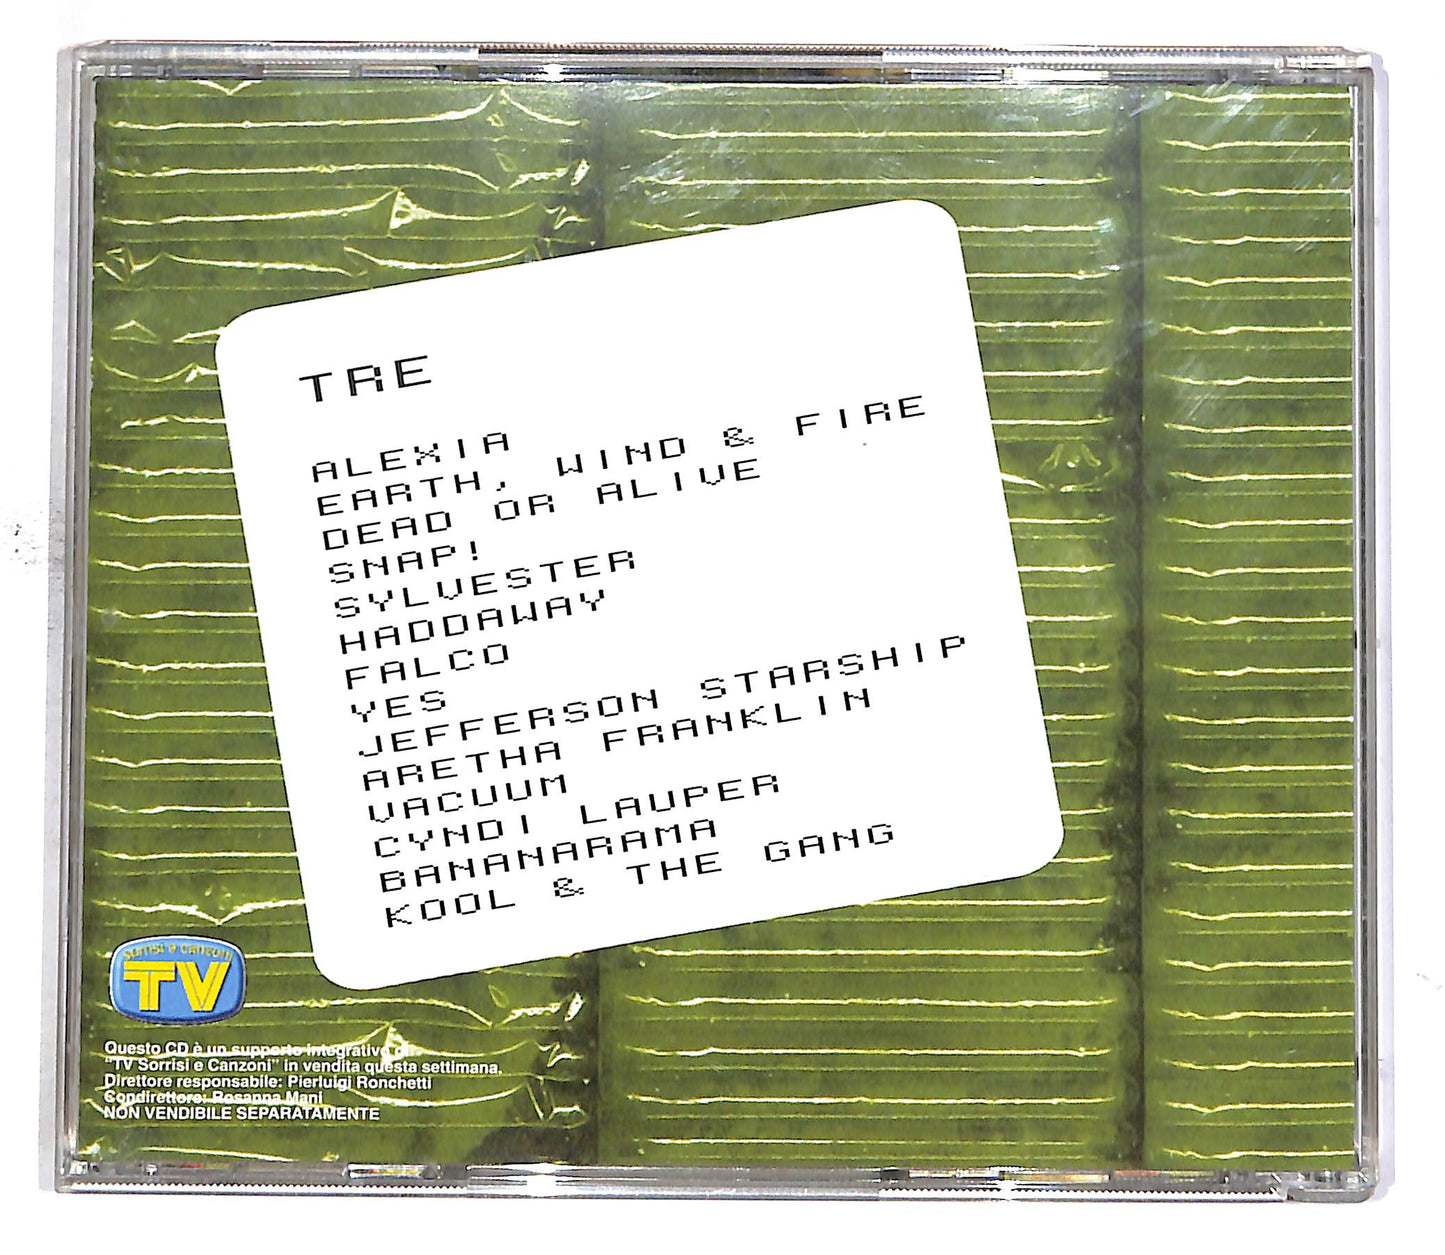 TRE
ALEXIA
EARTH, WIND & FIRE
DEAD OR ALIVE
SNAP!
SYLVESTER
HADDAWAY
FALCO
YES
JEFFERSON STARSHIP
ARETHA FRANKLIN
VACUUM
CYNDI LAUPER
BANANARAMA
KOOL & THE GANG
sorrisi e canzoni
TV
Questo CD è un supporto integrativo di
"TV Sorrisi e Canzoni" in vendita questa settimana.
Direttore responsabile: Pierluigi Ronchetti
Condirettore: Rosanna Mani
NON VENDIBILE SEPARATAMENTE